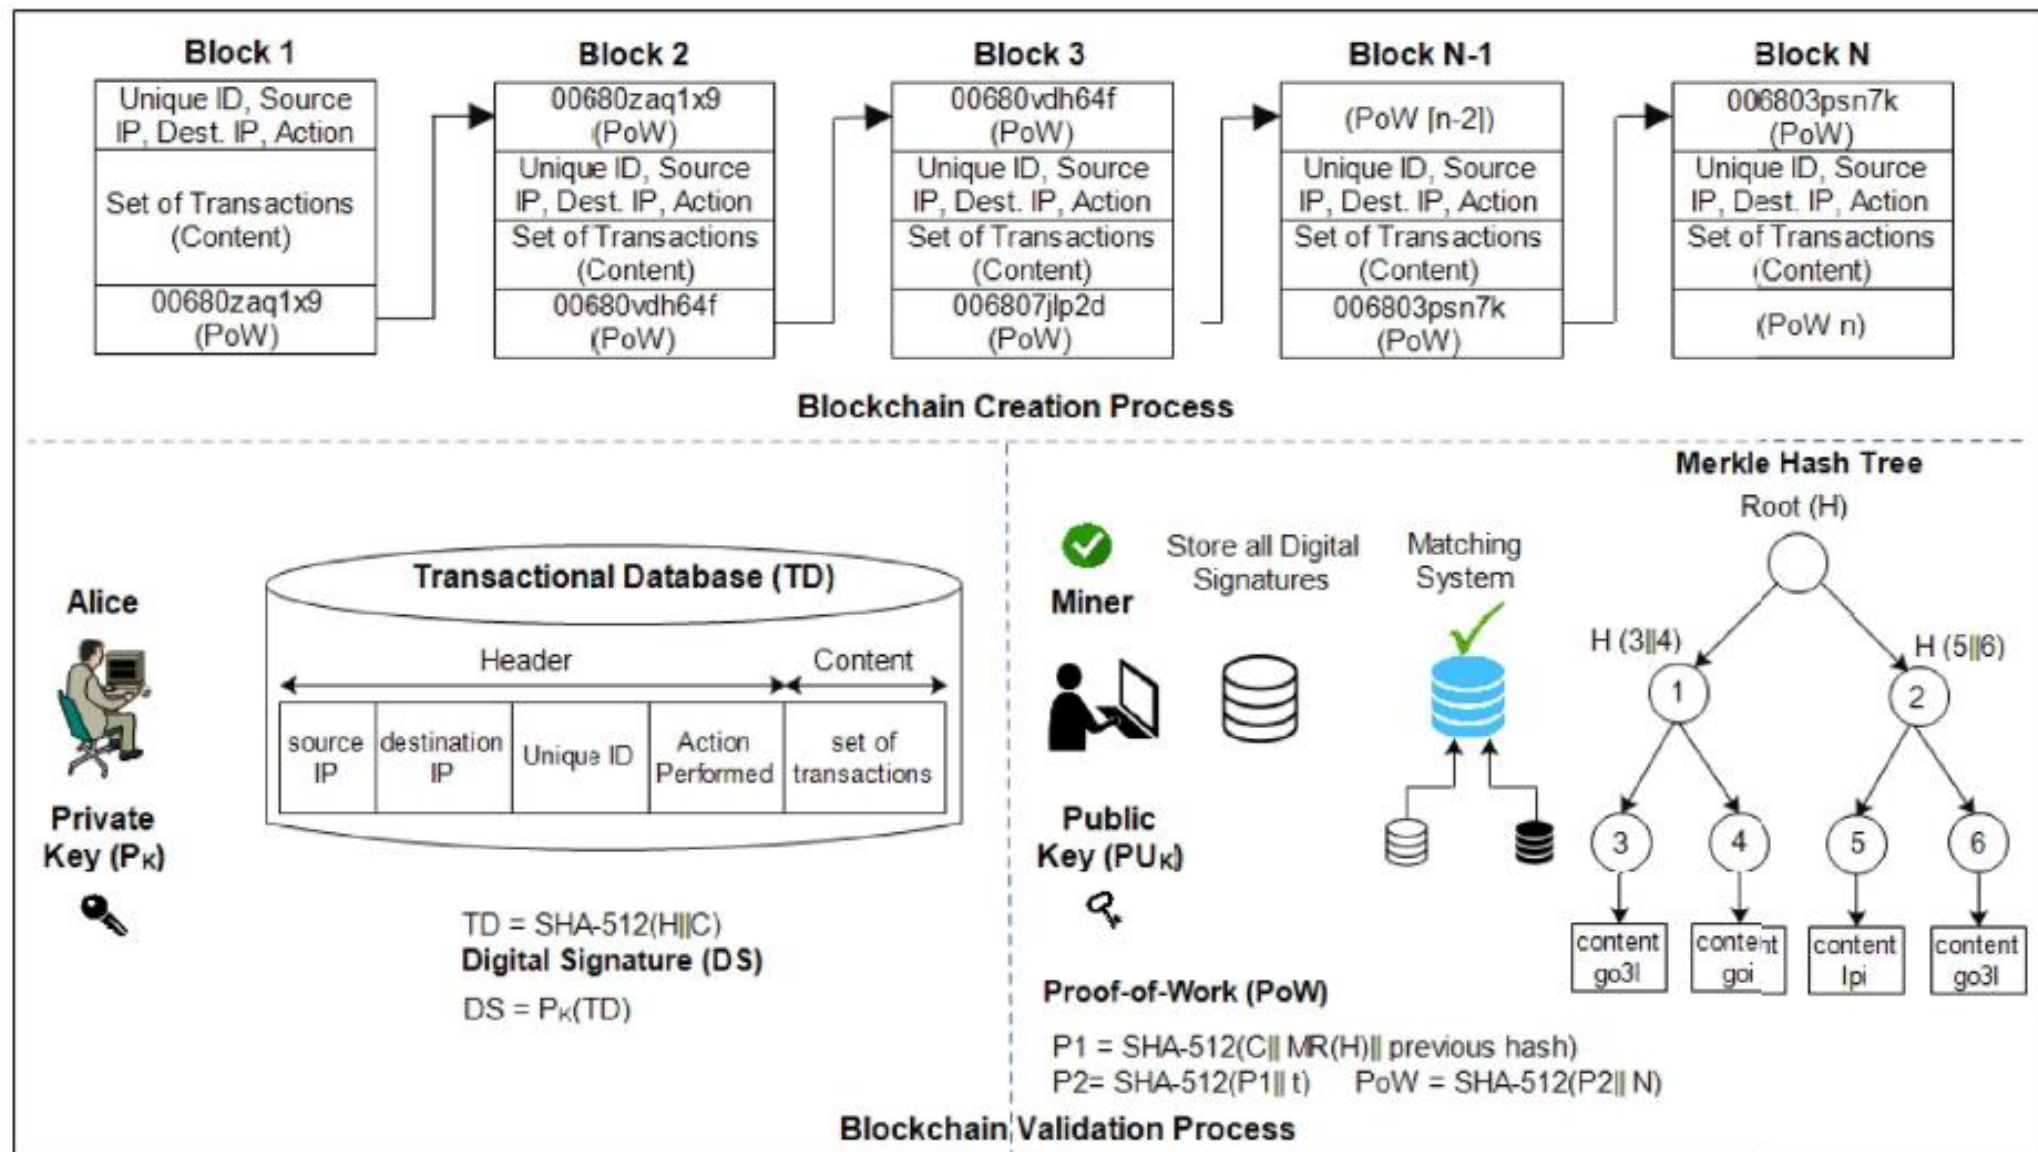 Block 1
Unique ID, Source
IP, Dest. IP, Action
Set of Transactions
(Content)
00680zaq1x9
(PoW)
Block 2
00680zaq1x9
(PoW)
Unique ID, Source
IP, Dest. IP, Action
Set of Transactions
(Content)
00680vdh64f
(PoW)
Block 3
00680vdh64f
(PoW)
Unique ID, Source
IP, Dest. IP, Action
Set of Transactions
(Content)
006807jlp2d
(PoW)
Block N-1
(PoW [n-2])
Unique ID, Source
IP, Dest. IP, Action
Set of Transactions
(Content)
006803psn7k
(PoW)
Block N
006803psn7k
(PoW)
Unique ID, Source
IP, Dest. IP, Action
Set of Transactions
(Content)
(PoW n)
Blockchain Creation Process
Alice
Private
Key (PK)
Transactional Database (TD)
Header
Content
source
IP
destination
IP
Unique ID
Action
Performed
set of
transactions
TD = SHA-512(H||C)
Digital Signature (DS)
DS = PK(TD)
Miner
Store all Digital
Signatures
Matching
System
Public
Key (PUK)
Merkle Hash Tree
Root (H)
H (3||4)
H (5||6)
1
2
3
4
5
6
content
go3l
content
goi
content
lpi
content
go3l
Proof-of-Work (PoW)
P1 = SHA-512(C|| MR(H)|| previous hash)
P2= SHA-512(P1|| t) PoW = SHA-512(P2|| N)
Blockchain Validation Process